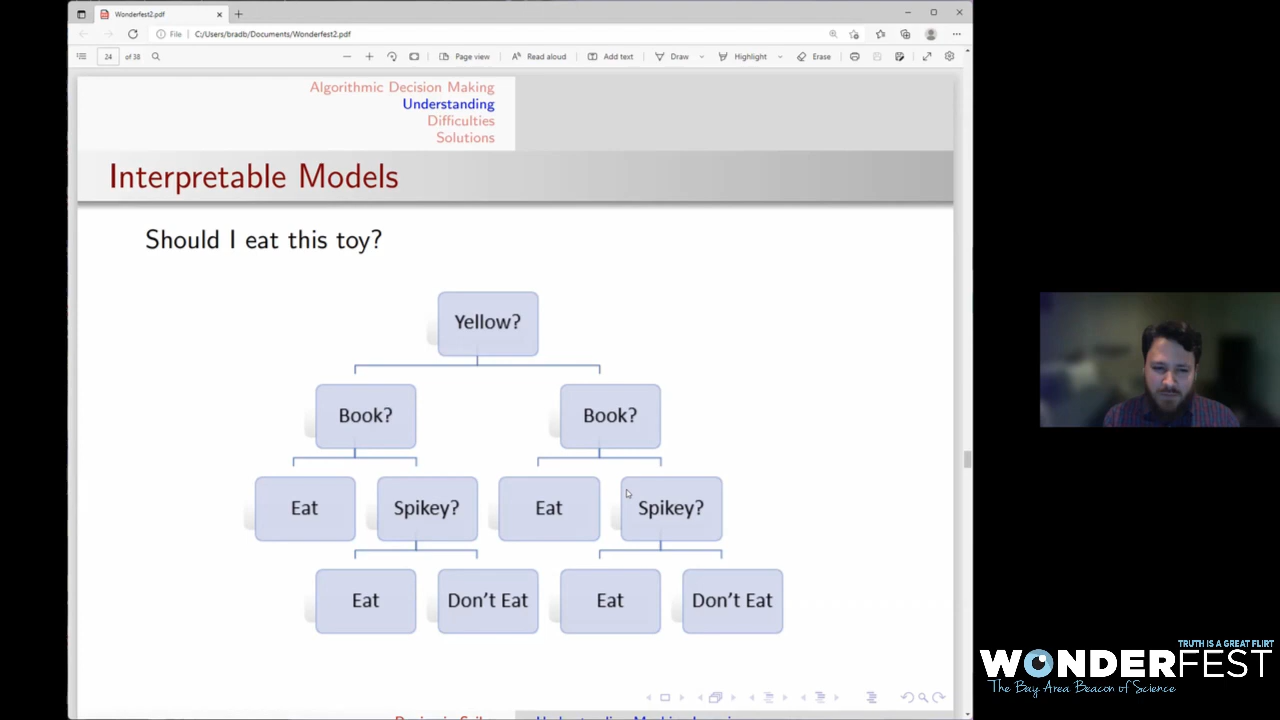 Wonderfest2.pdf
File C:/Users/bradb/Documents/Wonderfest2.pdf
24 of 38 Page view Read aloud Add text Draw Highlight Erase
Algorithmic Decision Making
Understanding
Difficulties
Solutions
Interpretable Models
Should I eat this toy?
Yellow?
Book? Book?
Eat Spikey? Eat Spikey?
Eat Don't Eat Eat Don't Eat
TRUTH IS A GREAT FLIRT
WONDERFEST
The Bay Area Beacon of Science